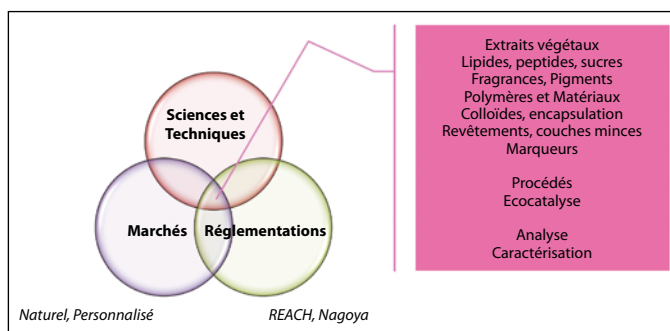 Sciences et
Techniques
Marchés
Réglementations
Naturel, Personnalisé
REACH, Nagoya
Extraits végétaux
Lipides, peptides, sucres
Fragrances, Pigments
Polymères et Matériaux
Colloïdes, encapsulation
Revêtements, couches minces
Marqueurs
Procédés
Ecocatalyse
Analyse
Caractérisation